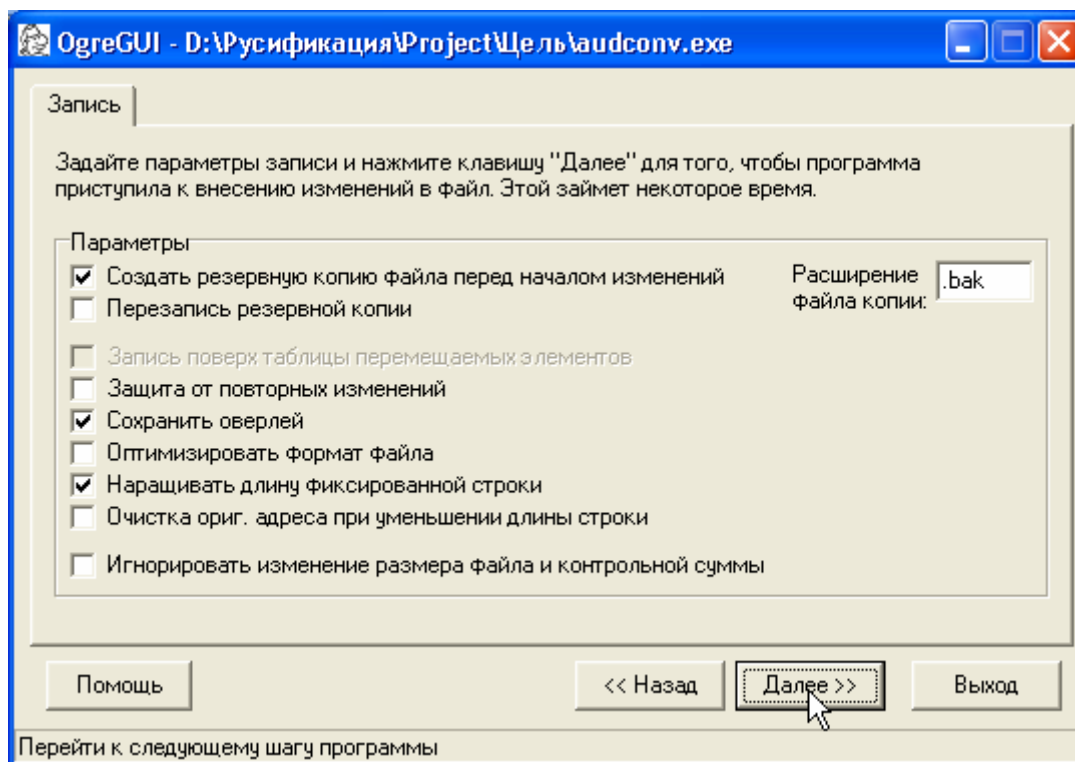 OgreGUI - D:\Русификация\Project\Цель\audconv.exe
Запись
Задайте параметры записи и нажмите клавишу "Далее" для того, чтобы программа
приступила к внесению изменений в файл. Этой займет некоторое время.
Параметры
Создать резервную копию файла перед началом изменений
Расширение
файла копии:
.bak
Перезапись резервной копии
Запись поверх таблицы перемещаемых элементов
Защита от повторных изменений
Сохранить оверлей
Оптимизировать формат файла
Наращивать длину фиксированной строки
Очистка ориг. адреса при уменьшении длины строки
Игнорировать изменение размера файла и контрольной суммы
Помощь
<< Назад
Далее >>
Выход
Перейти к следующему шагу программы